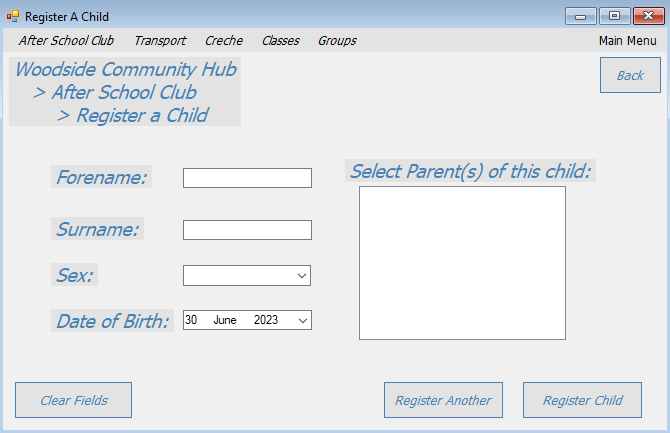 Register A Child
After School Club Transport Creche Classes Groups Main Menu
Woodside Community Hub
> After School Club
> Register a Child
Back
Forename:
Select Parent(s) of this child:
Surname:
Sex:
Date of Birth: 30 June 2023
Clear Fields Register Another Register Child